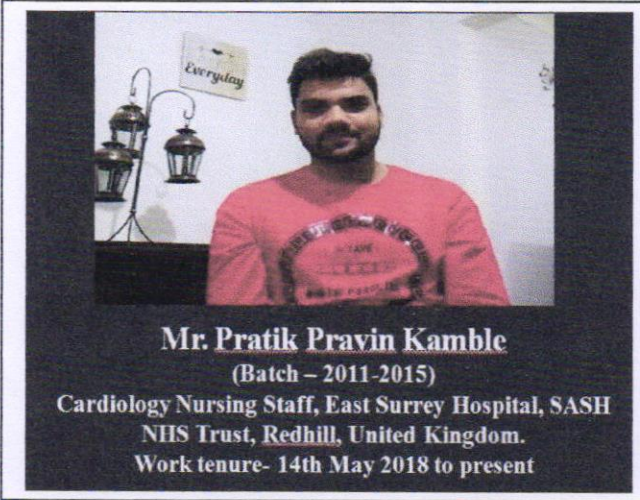 Everyday
Mr. Pratik Pravin Kamble
(Batch – 2011-2015)
Cardiology Nursing Staff, East Surrey Hospital, SASH
NHS Trust, Redhill, United Kingdom.
Work tenure- 14th May 2018 to present